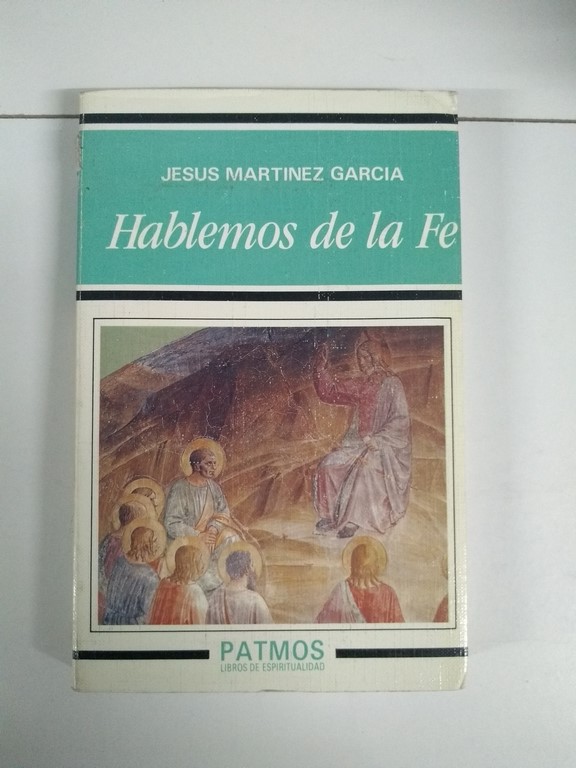 JESUS MARTINEZ GARCIA
Hablemos de la Fe
PATMOS
LIBROS DE ESPIRITUALIDAD